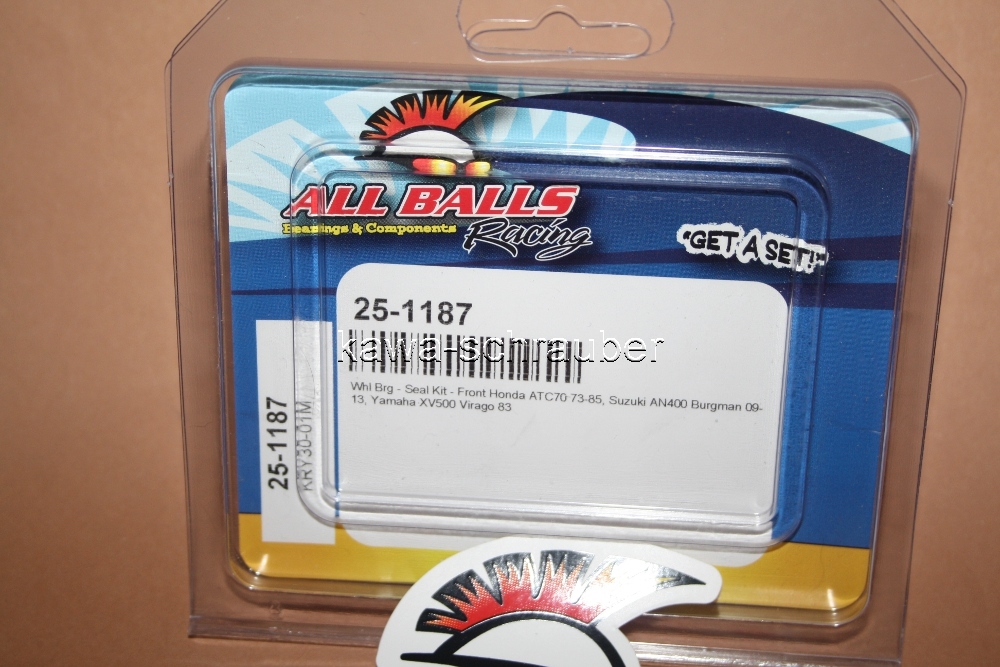 ALL BALLS
Bearings & Components
Racing
"GET A SET!"
25-1187
kawa-schrauber
Whl Brg - Seal Kit - Front Honda ATC70 73-85, Suzuki AN400 Burgman 09-
13, Yamaha XV500 Virago 83
25-1187
KRY30-01M